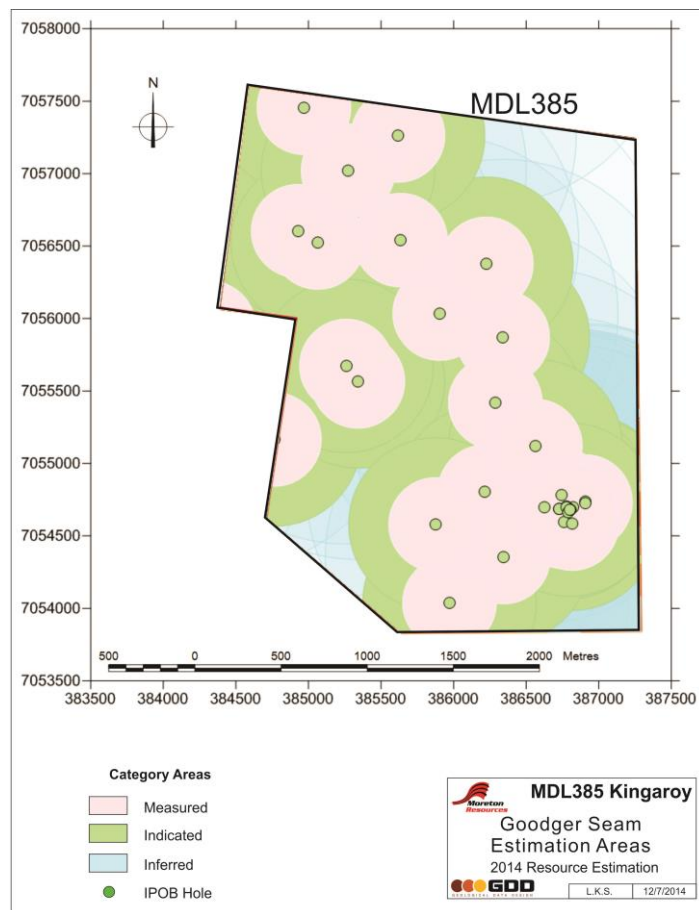 7058000
7057500
7057000
7056500
7056000
7055500
7055000
7054500
7054000
7053500
N
MDL385
500 0 500 1000 1500 2000 Metres
383500 384000 384500 385000 385500 386000 386500 387000 387500
Category Areas
Measured
Indicated
Inferred
IPOB Hole
Moreton
Resources
MDL385 Kingaroy
Goodger Seam
Estimation Areas
2014 Resource Estimation
GDD
GEOLOGICAL DATA DESIGN
L.K.S. 12/7/2014